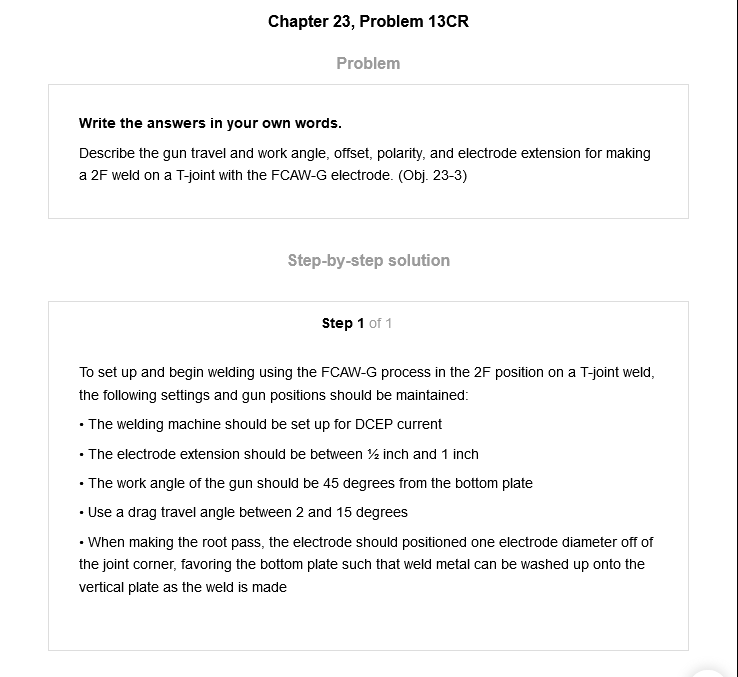 Chapter 23, Problem 13CR
Problem
Write the answers in your own words.
Describe the gun travel and work angle, offset, polarity, and electrode extension for making
a 2F weld on a T-joint with the FCAW-G electrode. (Obj. 23-3)
Step-by-step solution
Step 1 of 1
To set up and begin welding using the FCAW-G process in the 2F position on a T-joint weld,
the following settings and gun positions should be maintained:
• The welding machine should be set up for DCEP current
• The electrode extension should be between ½ inch and 1 inch
• The work angle of the gun should be 45 degrees from the bottom plate
• Use a drag travel angle between 2 and 15 degrees
• When making the root pass, the electrode should positioned one electrode diameter off of
the joint corner, favoring the bottom plate such that weld metal can be washed up onto the
vertical plate as the weld is made